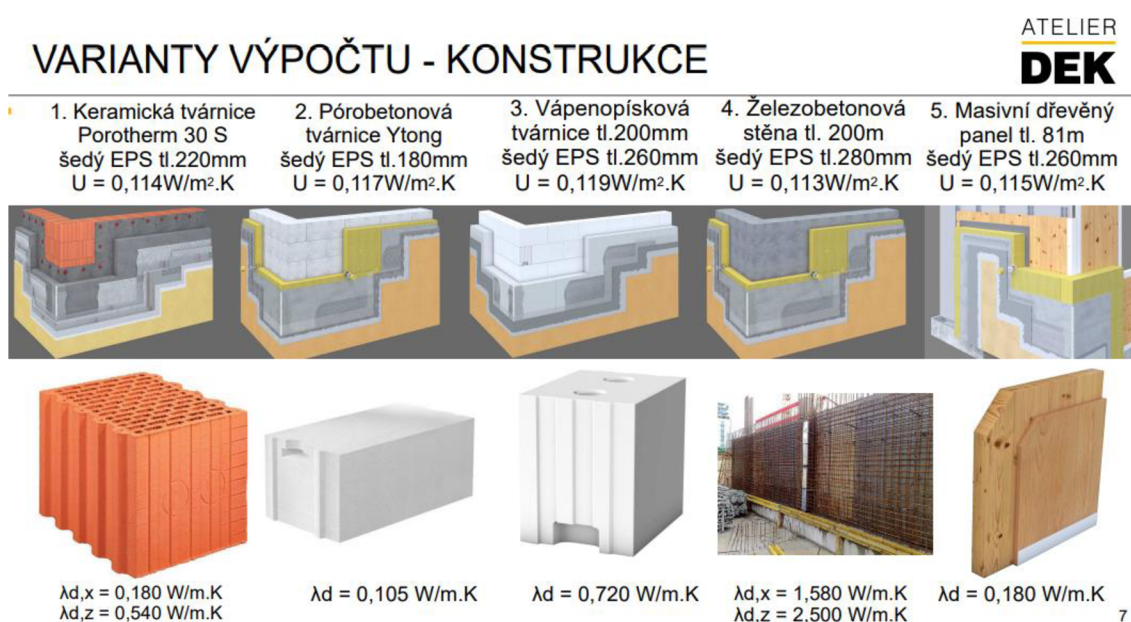 ATELIER
DEK
VARIANTY VÝPOČTU - KONSTRUKCE
1. Keramická tvárnice
Porotherm 30 S
šedý EPS tl.220mm
U = 0,114W/m².K
2. Pórobetonová
tvárnice Ytong
šedý EPS tl.180mm
U = 0,117W/m².K
3. Vápenopísková
tvárnice tl.200mm
šedý EPS tl.260mm
U = 0,119W/m².K
4. Železobetonová
stěna tl. 200m
šedý EPS tl.280mm
U = 0,113W/m².K
5. Masivní dřevěný
panel tl. 81m
šedý EPS tl.260mm
U = 0,115W/m².K
λd,x = 0,180 W/m.K
λd,z = 0,540 W/m.K
λd = 0,105 W/m.K
λd = 0,720 W/m.K
λd,x = 1,580 W/m.K
λd,z = 2,500 W/m.K
λd = 0,180 W/m.K
7